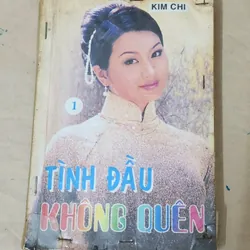 KIM CHI
1
TÌNH ĐẦU
KHÔNG QUÊN